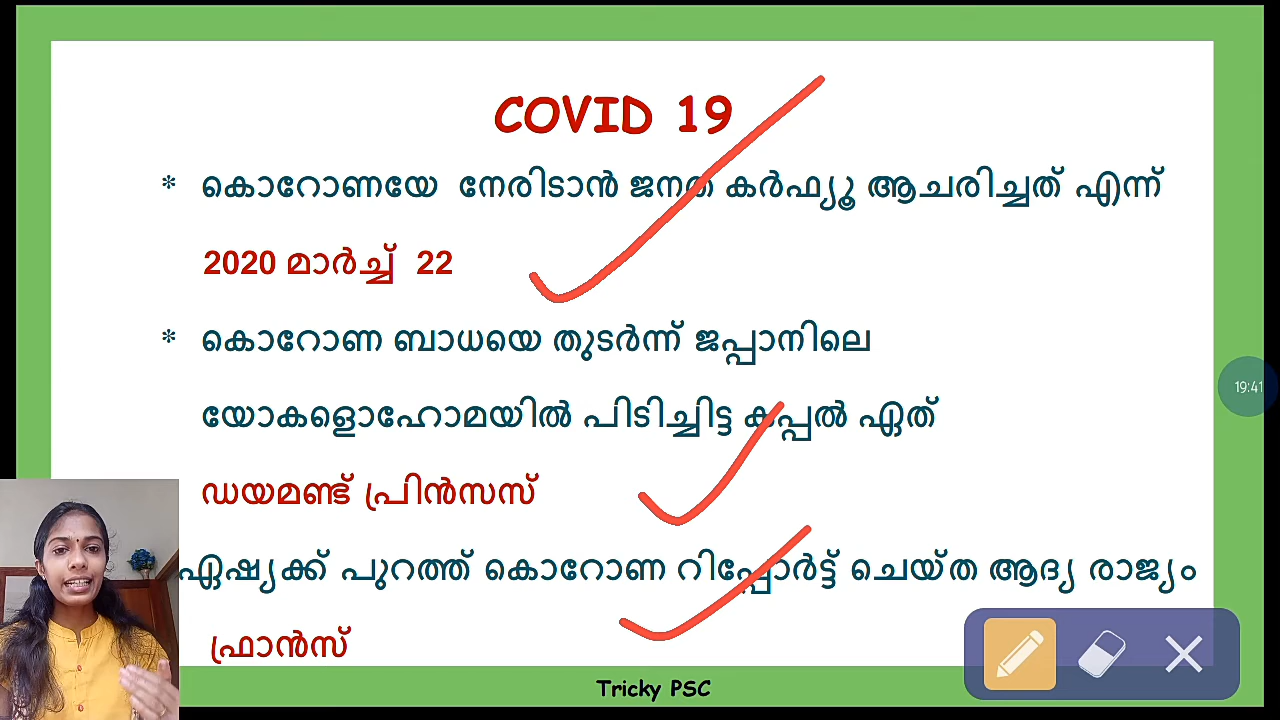 COVID 19
* കൊറോണയേ നേരിടാൻ ജനത കർഫ്യൂ ആചരിച്ചത് എന്ന്
2020 മാർച്ച് 22
* കൊറോണ ബാധയെ തുടർന്ന് ജപ്പാനിലെ
യോകളൊഹോമയിൽ പിടിച്ചിട്ട കപ്പൽ ഏത്
ഡയമണ്ട് പ്രിൻസസ്
ഏഷ്യക്ക് പുറത്ത് കൊറോണ റിപ്പോർട്ട് ചെയ്ത ആദ്യ രാജ്യം
ഫ്രാൻസ്
Tricky PSC
19:41